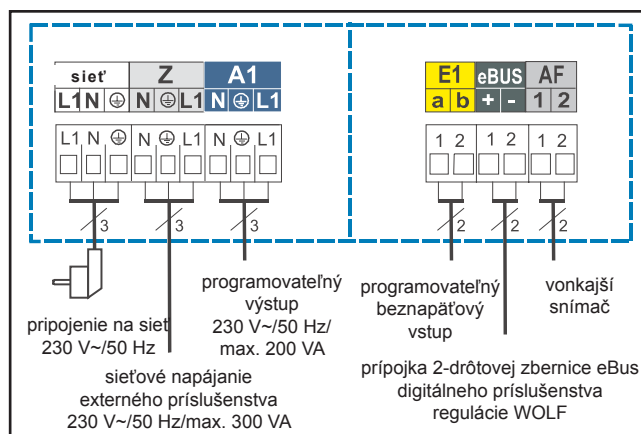 sieť Z A1
L1 N N L1 N L1
L1 N N L1 N L1
3 3 3
pripojenie na sieť
230 V~/50 Hz
sieťové napájanie
externého príslušenstva
230 V~/50 Hz/max. 300 VA
programovateľný
výstup
230 V~/50 Hz/
max. 200 VA
E1 eBUS AF
a b + - 1 2
1 2 1 2 1 2
2 2 2
programovateľný
beznapäťový
vstup
prípojka 2-drôtovej zbernice eBus
digitálneho príslušenstva
regulácie WOLF
vonkajší
snímač